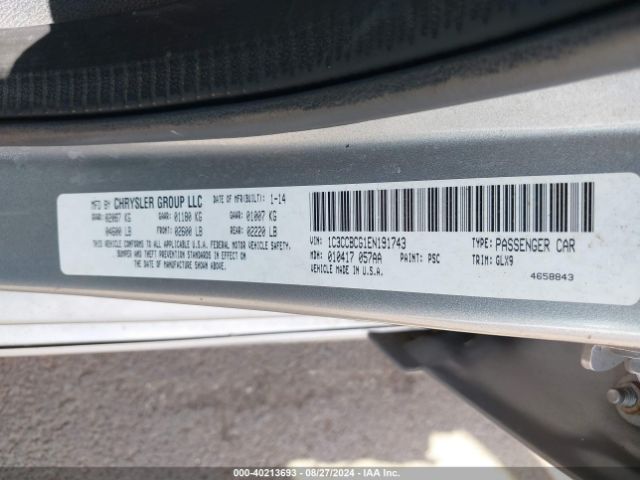 MFD BY CHRYSLER GROUP LLC DATE OF MFR(BUILT): 1-14
GVWR: 02087 KG GAWR: 01180 KG GAWR: 01007 KG
04600 LB FRONT: 02600 LB REAR: 02220 LB
THIS VEHICLE CONFORMS TO ALL APPLICABLE U.S.A. FEDERAL MOTOR VEHICLE SAFETY,
BUMPER AND THEFT PREVENTION STANDARDS IN EFFECT
ON THE DATE OF MANUFACTURE SHOWN ABOVE.
VIN: 1C3CCBCG1EN191743 TYPE: PASSENGER CAR
MDH: 010417 057AA PAINT: PSC TRIM: GLX9
VEHICLE MADE IN U.S.A. 4658843
000-40213693 - 08/27/2024 - IAA Inc.